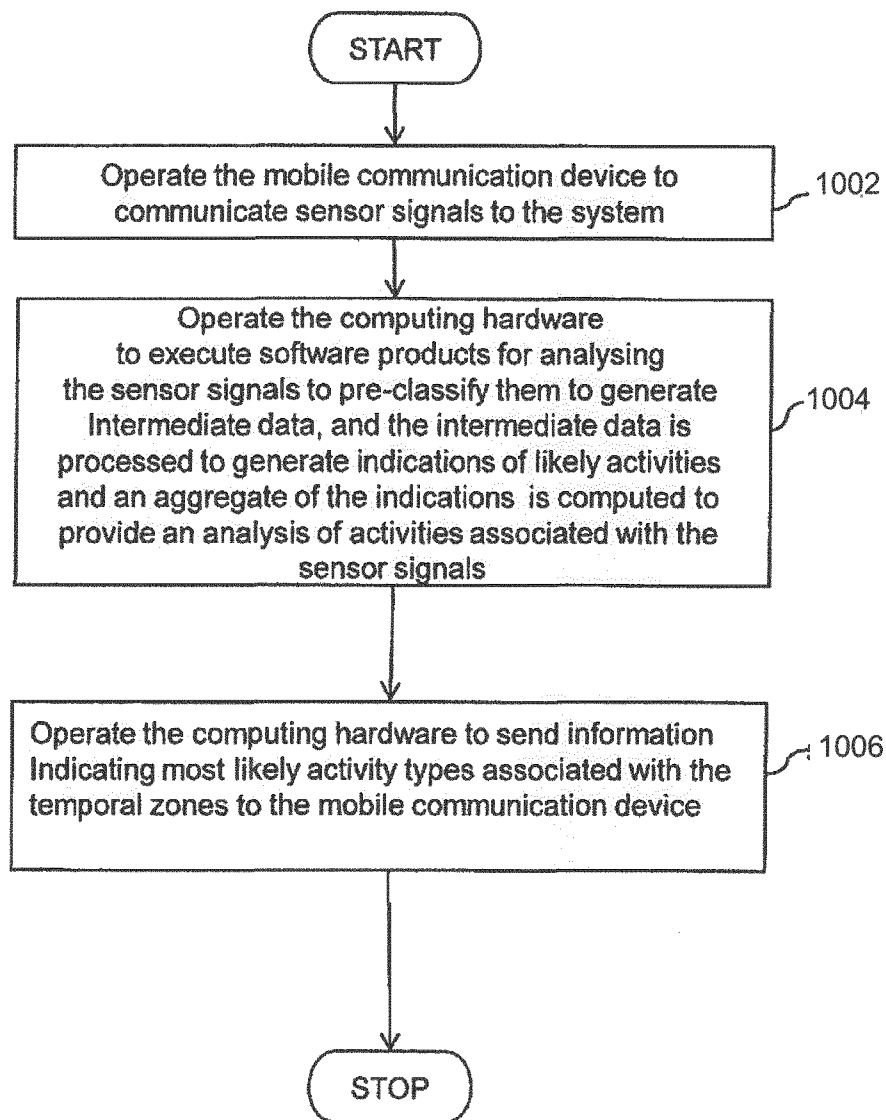 START
Operate the mobile communication device to
communicate sensor signals to the system
1002
Operate the computing hardware
to execute software products for analysing
the sensor signals to pre-classify them to generate
Intermediate data, and the intermediate data is
processed to generate indications of likely activities
and an aggregate of the indications is computed to
provide an analysis of activities associated with the
sensor signals
1004
Operate the computing hardware to send information
Indicating most likely activity types associated with the
temporal zones to the mobile communication device
1006
STOP